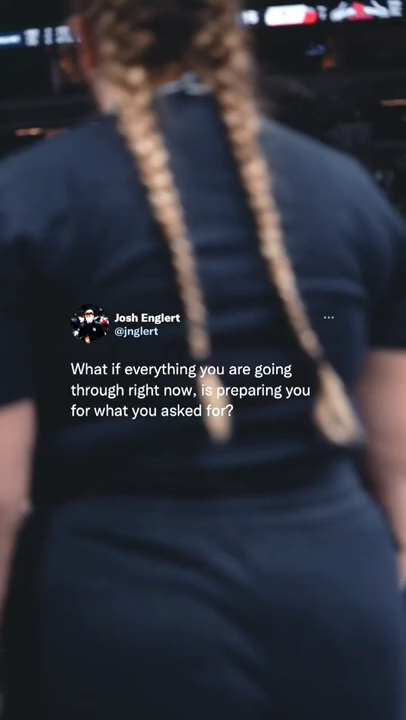 Josh Englert
@jnglert
What if everything you are going
through right now, is preparing you
for what you asked for?